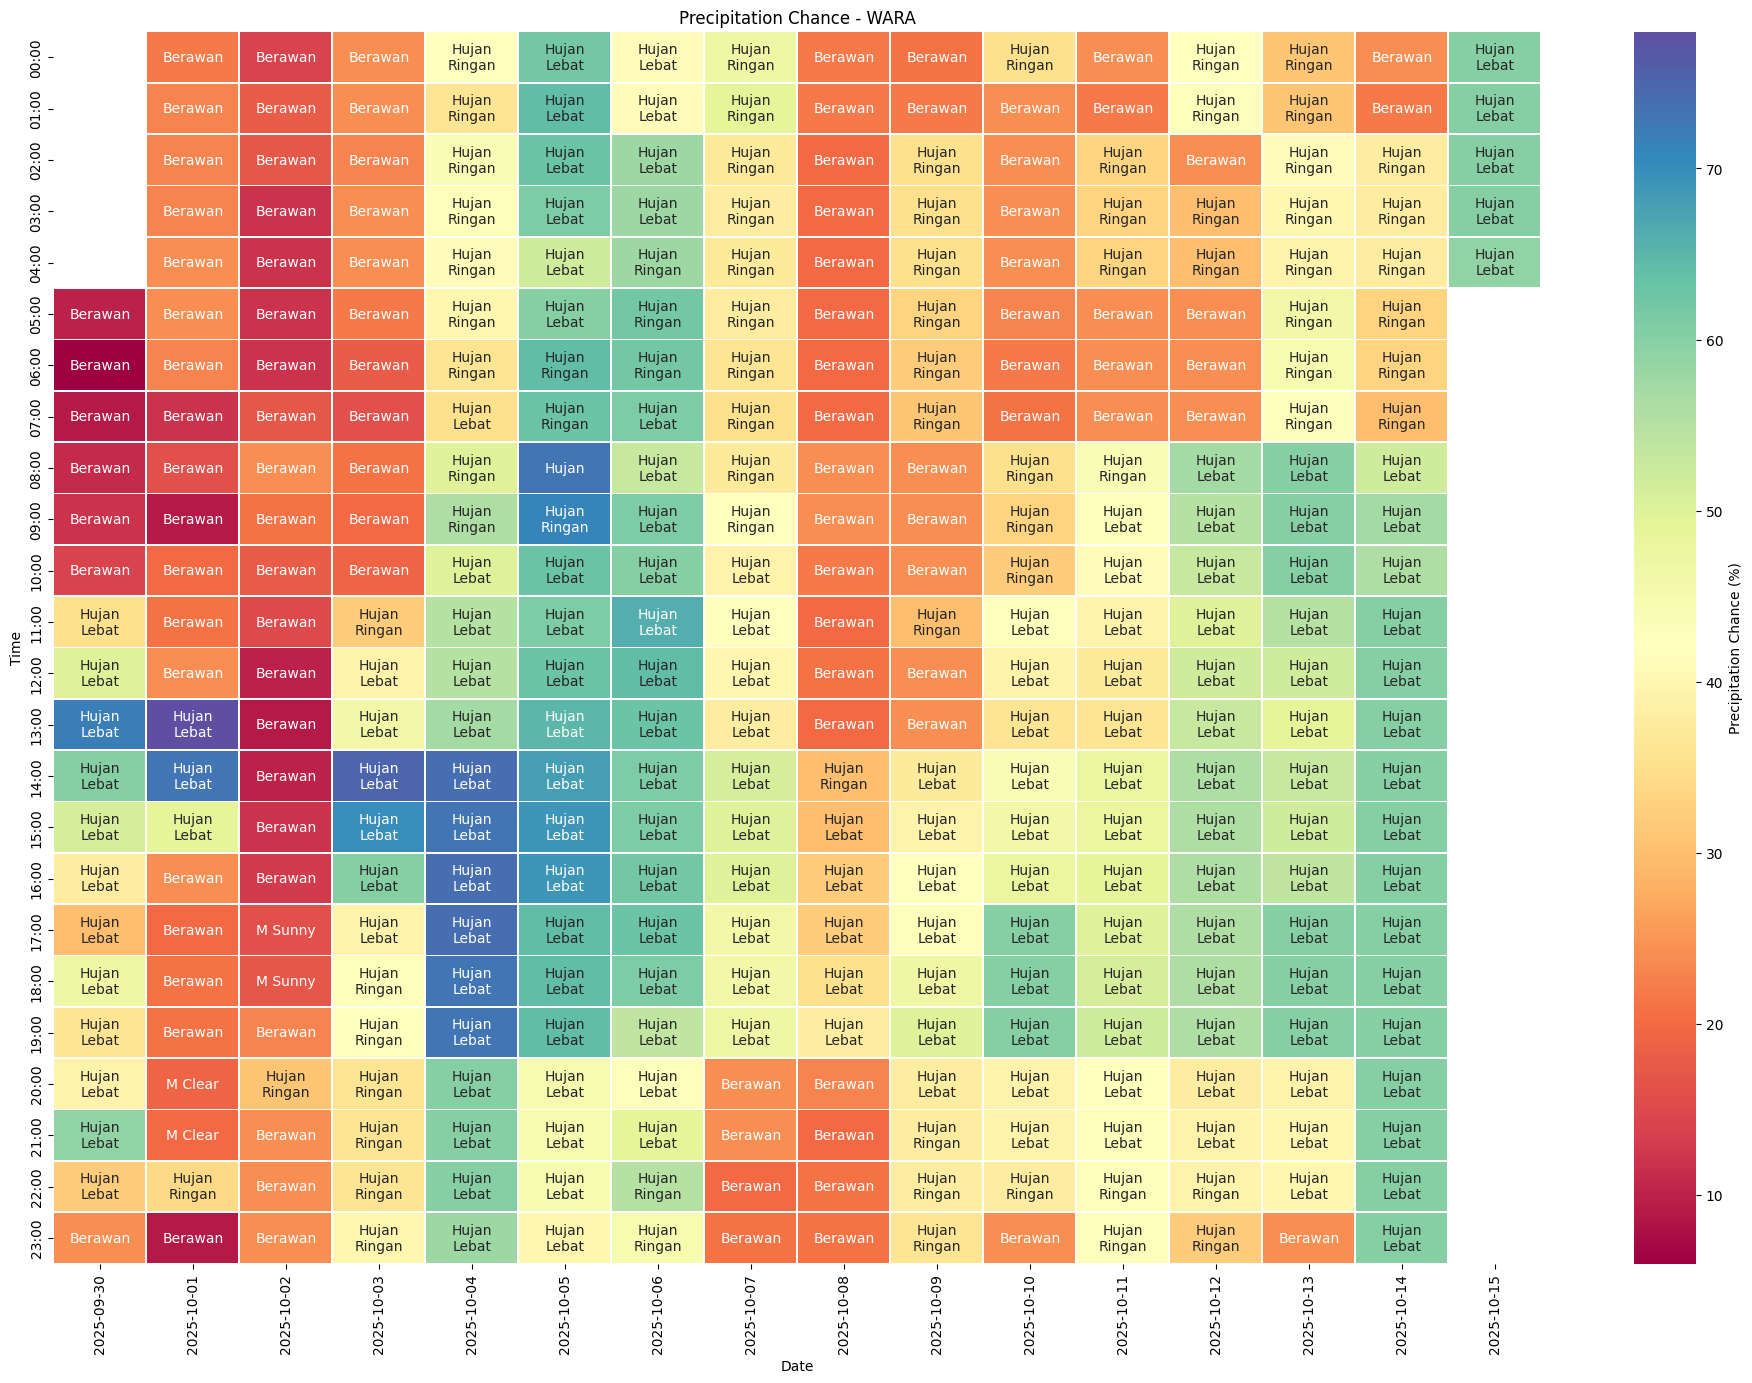 Precipitation Chance - WARA
00:00 Berawan Berawan Berawan Hujan Ringan Hujan Lebat Hujan Lebat Hujan Ringan Berawan Berawan Hujan Ringan Berawan Hujan Ringan Hujan Ringan Berawan Hujan Lebat
01:00 Berawan Berawan Berawan Hujan Ringan Hujan Lebat Hujan Lebat Hujan Ringan Berawan Berawan Berawan Berawan Hujan Ringan Hujan Ringan Berawan Hujan Lebat
02:00 Berawan Berawan Berawan Hujan Ringan Hujan Lebat Hujan Lebat Hujan Ringan Berawan Hujan Ringan Berawan Hujan Ringan Berawan Hujan Ringan Hujan Ringan Hujan Lebat
03:00 Berawan Berawan Berawan Hujan Ringan Hujan Lebat Hujan Lebat Hujan Ringan Berawan Hujan Ringan Berawan Hujan Ringan Hujan Ringan Hujan Ringan Hujan Ringan Hujan Lebat
04:00 Berawan Berawan Berawan Hujan Ringan Hujan Lebat Hujan Ringan Hujan Ringan Berawan Hujan Ringan Berawan Hujan Ringan Hujan Ringan Hujan Ringan Hujan Ringan Hujan Lebat
05:00 Berawan Berawan Berawan Berawan Hujan Ringan Hujan Lebat Hujan Ringan Hujan Ringan Berawan Hujan Ringan Berawan Berawan Berawan Hujan Ringan Hujan Ringan
06:00 Berawan Berawan Berawan Berawan Hujan Ringan Hujan Ringan Hujan Ringan Hujan Ringan Berawan Hujan Ringan Berawan Berawan Berawan Hujan Ringan Hujan Ringan
07:00 Berawan Berawan Berawan Berawan Hujan Lebat Hujan Ringan Hujan Lebat Hujan Ringan Berawan Hujan Ringan Berawan Berawan Berawan Hujan Ringan Hujan Ringan
08:00 Berawan Berawan Berawan Berawan Hujan Ringan Hujan Hujan Lebat Hujan Ringan Berawan Berawan Hujan Ringan Hujan Ringan Hujan Lebat Hujan Lebat Hujan Lebat
09:00 Berawan Berawan Berawan Berawan Hujan Ringan Hujan Ringan Hujan Lebat Hujan Ringan Berawan Berawan Hujan Ringan Hujan Lebat Hujan Lebat Hujan Lebat Hujan Lebat
10:00 Berawan Berawan Berawan Berawan Hujan Lebat Hujan Lebat Hujan Lebat Hujan Lebat Berawan Berawan Hujan Ringan Hujan Lebat Hujan Lebat Hujan Lebat Hujan Lebat
11:00 Hujan Lebat Berawan Berawan Hujan Ringan Hujan Lebat Hujan Lebat Hujan Lebat Hujan Lebat Berawan Hujan Ringan Hujan Lebat Hujan Lebat Hujan Lebat Hujan Lebat Hujan Lebat
12:00 Hujan Lebat Berawan Berawan Hujan Lebat Hujan Lebat Hujan Lebat Hujan Lebat Hujan Lebat Berawan Berawan Hujan Lebat Hujan Lebat Hujan Lebat Hujan Lebat Hujan Lebat
13:00 Hujan Lebat Hujan Lebat Berawan Hujan Lebat Hujan Lebat Hujan Lebat Hujan Lebat Hujan Lebat Berawan Berawan Hujan Lebat Hujan Lebat Hujan Lebat Hujan Lebat Hujan Lebat
14:00 Hujan Lebat Hujan Lebat Berawan Hujan Lebat Hujan Lebat Hujan Lebat Hujan Lebat Hujan Lebat Hujan Ringan Hujan Lebat Hujan Lebat Hujan Lebat Hujan Lebat Hujan Lebat Hujan Lebat
15:00 Hujan Lebat Hujan Lebat Berawan Hujan Lebat Hujan Lebat Hujan Lebat Hujan Lebat Hujan Lebat Hujan Lebat Hujan Lebat Hujan Lebat Hujan Lebat Hujan Lebat Hujan Lebat Hujan Lebat
16:00 Hujan Lebat Berawan Berawan Hujan Lebat Hujan Lebat Hujan Lebat Hujan Lebat Hujan Lebat Hujan Lebat Hujan Lebat Hujan Lebat Hujan Lebat Hujan Lebat Hujan Lebat Hujan Lebat
17:00 Hujan Lebat Berawan M Sunny Hujan Lebat Hujan Lebat Hujan Lebat Hujan Lebat Hujan Lebat Hujan Lebat Hujan Lebat Hujan Lebat Hujan Lebat Hujan Lebat Hujan Lebat Hujan Lebat
18:00 Hujan Lebat Berawan M Sunny Hujan Ringan Hujan Lebat Hujan Lebat Hujan Lebat Hujan Lebat Hujan Lebat Hujan Lebat Hujan Lebat Hujan Lebat Hujan Lebat Hujan Lebat Hujan Lebat
19:00 Hujan Lebat Berawan Berawan Hujan Ringan Hujan Lebat Hujan Lebat Hujan Lebat Hujan Lebat Hujan Lebat Hujan Lebat Hujan Lebat Hujan Lebat Hujan Lebat Hujan Lebat Hujan Lebat
20:00 Hujan Lebat M Clear Hujan Ringan Hujan Ringan Hujan Lebat Hujan Lebat Hujan Lebat Berawan Berawan Hujan Lebat Hujan Lebat Hujan Lebat Hujan Lebat Hujan Lebat Hujan Lebat
21:00 Hujan Lebat M Clear Berawan Hujan Ringan Hujan Lebat Hujan Lebat Hujan Lebat Berawan Berawan Hujan Ringan Hujan Lebat Hujan Lebat Hujan Lebat Hujan Lebat Hujan Lebat
22:00 Hujan Lebat Hujan Ringan Berawan Hujan Ringan Hujan Lebat Hujan Lebat Hujan Ringan Berawan Berawan Hujan Ringan Hujan Ringan Hujan Ringan Hujan Ringan Hujan Lebat Hujan Lebat
23:00 Berawan Berawan Berawan Hujan Ringan Hujan Lebat Hujan Lebat Hujan Ringan Berawan Berawan Hujan Ringan Berawan Hujan Ringan Hujan Ringan Berawan Hujan Lebat
Time
2025-09-30 2025-10-01 2025-10-02 2025-10-03 2025-10-04 2025-10-05 2025-10-06 2025-10-07 2025-10-08 2025-10-09 2025-10-10 2025-10-11 2025-10-12 2025-10-13 2025-10-14 2025-10-15
Date
70
60
50
40
30
20
10
Precipitation Chance (%)